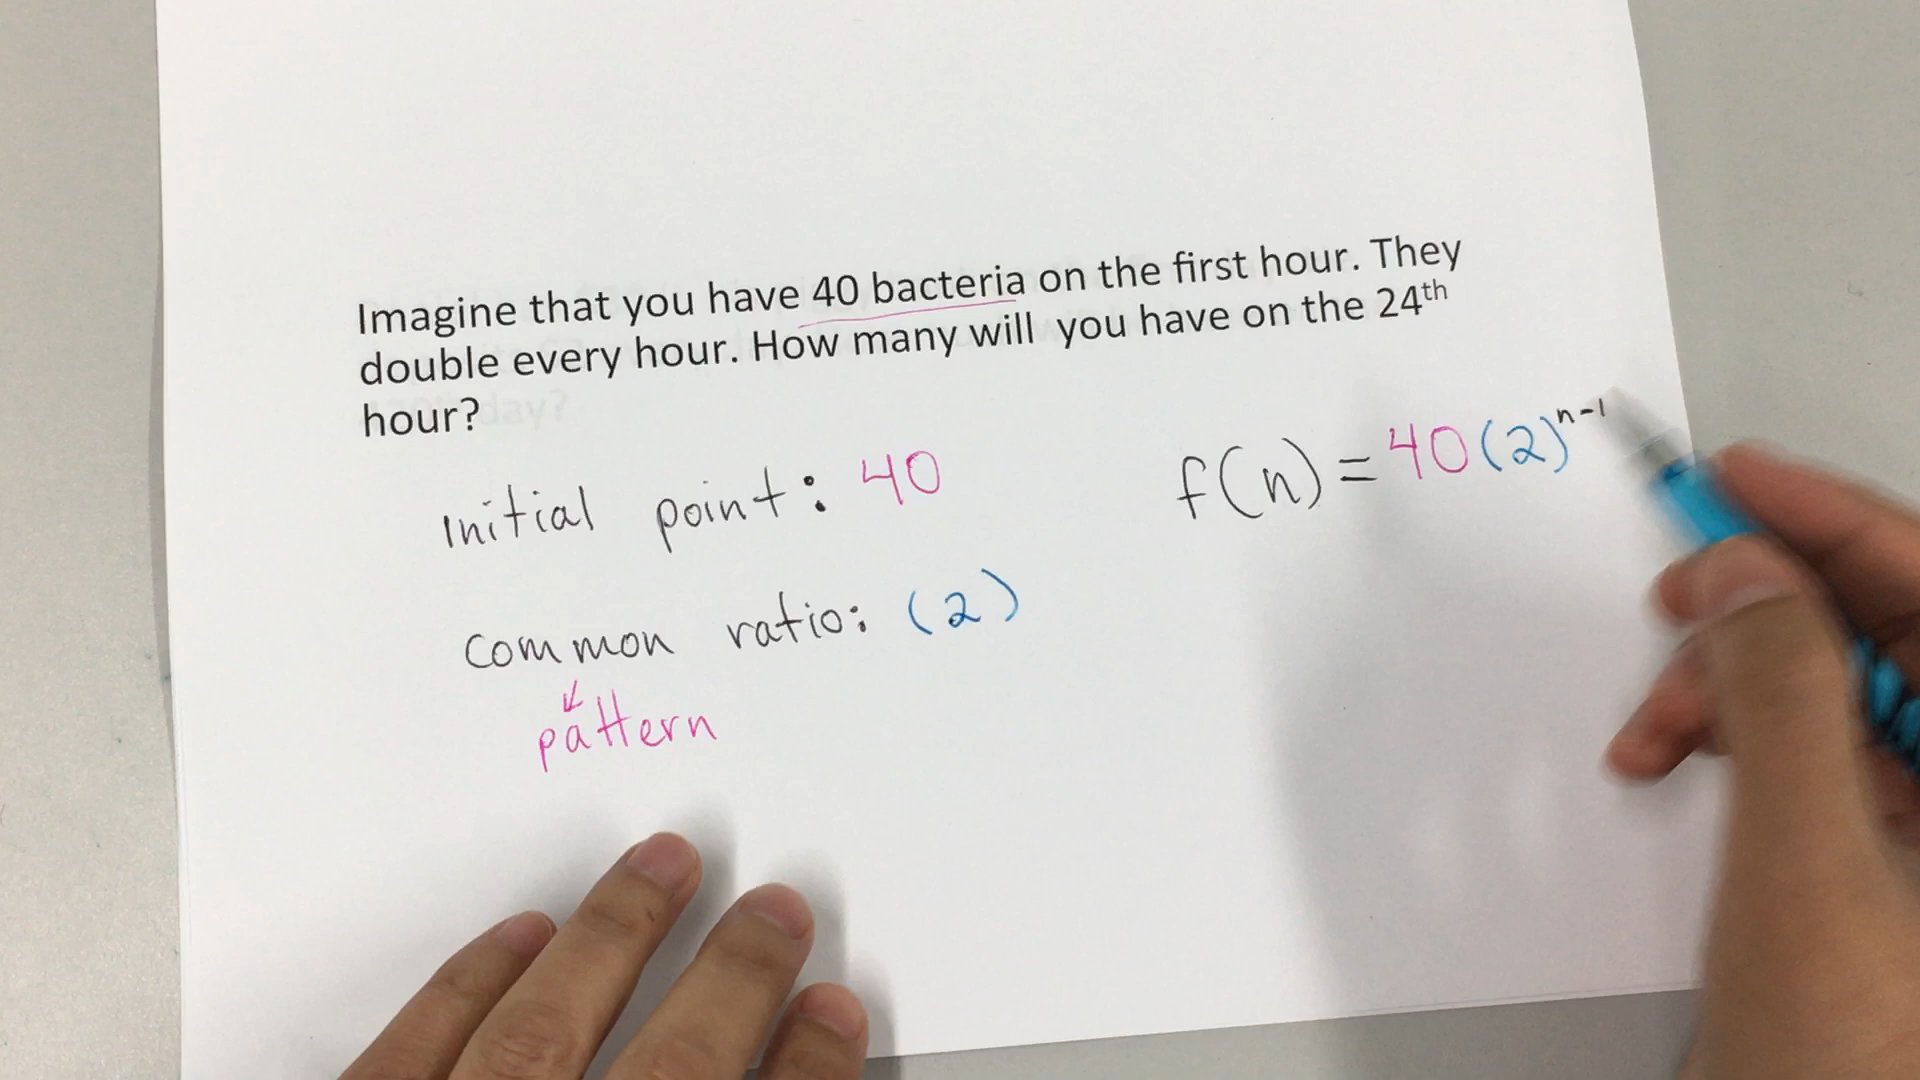 Imagine that you have 40 bacteria on the first hour. They
double every hour. How many will you have on the 24th
hour?
initial point: 40
f(n) = 40(2)^n-1
common ratio: (2)
pattern